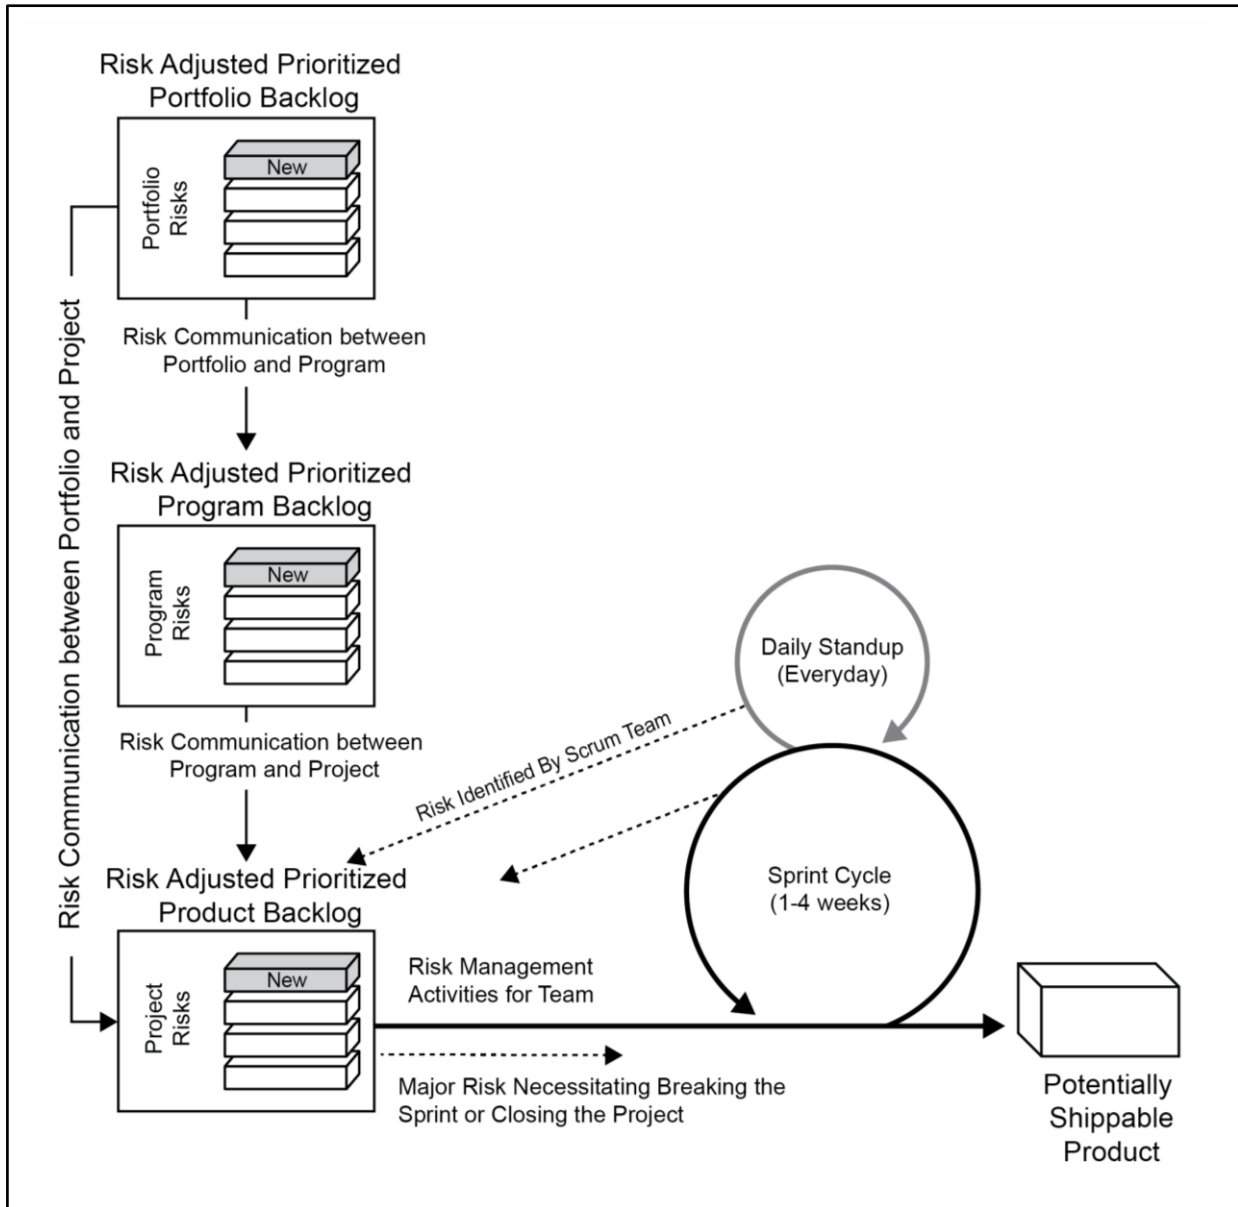 Risk Adjusted Prioritized
Portfolio Backlog
Portfolio
Risks
New
Risk Communication between
Portfolio and Program
Risk Communication between Portfolio and Project
Risk Adjusted Prioritized
Program Backlog
Program
Risks
New
Risk Communication between
Program and Project
Daily Standup
(Everyday)
Risk Identified By Scrum Team
Sprint Cycle
(1-4 weeks)
Risk Adjusted Prioritized
Product Backlog
Project
Risks
New
Risk Management
Activities for Team
Major Risk Necessitating Breaking the
Sprint or Closing the Project
Potentially
Shippable
Product